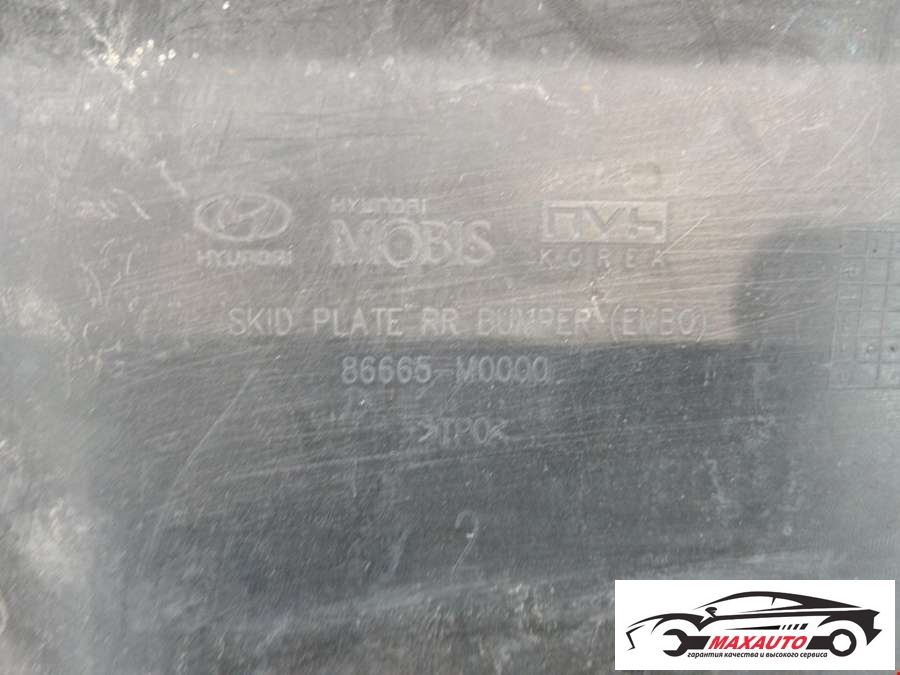 HYUNDAI
HYUNDAI
MOBIS
KOREA
SKID PLATE RR BUMPER (EMBO)
86665-M0000
>TPO<
2
MAXAUTO
гарантия качества и высокого сервиса